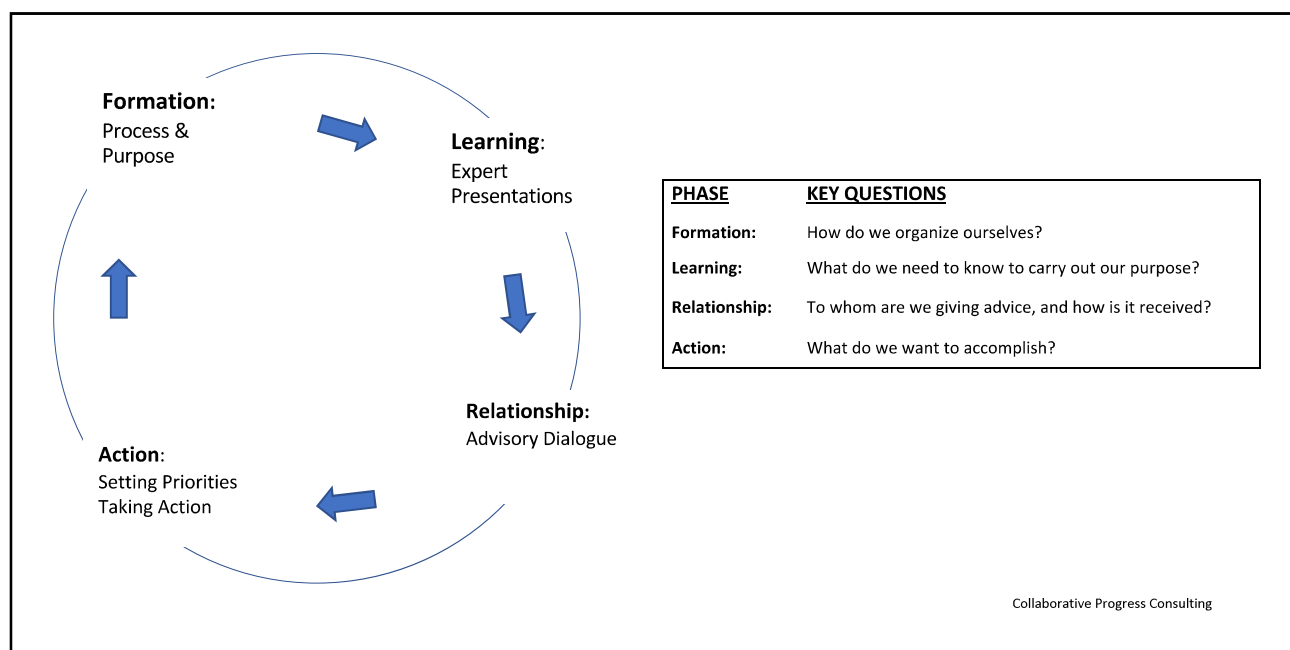 Formation:
Process &
Purpose
Learning:
Expert
Presentations
Relationship:
Advisory Dialogue
Action:
Setting Priorities
Taking Action
PHASE KEY QUESTIONS
Formation: How do we organize ourselves?
Learning: What do we need to know to carry out our purpose?
Relationship: To whom are we giving advice, and how is it received?
Action: What do we want to accomplish?
Collaborative Progress Consulting